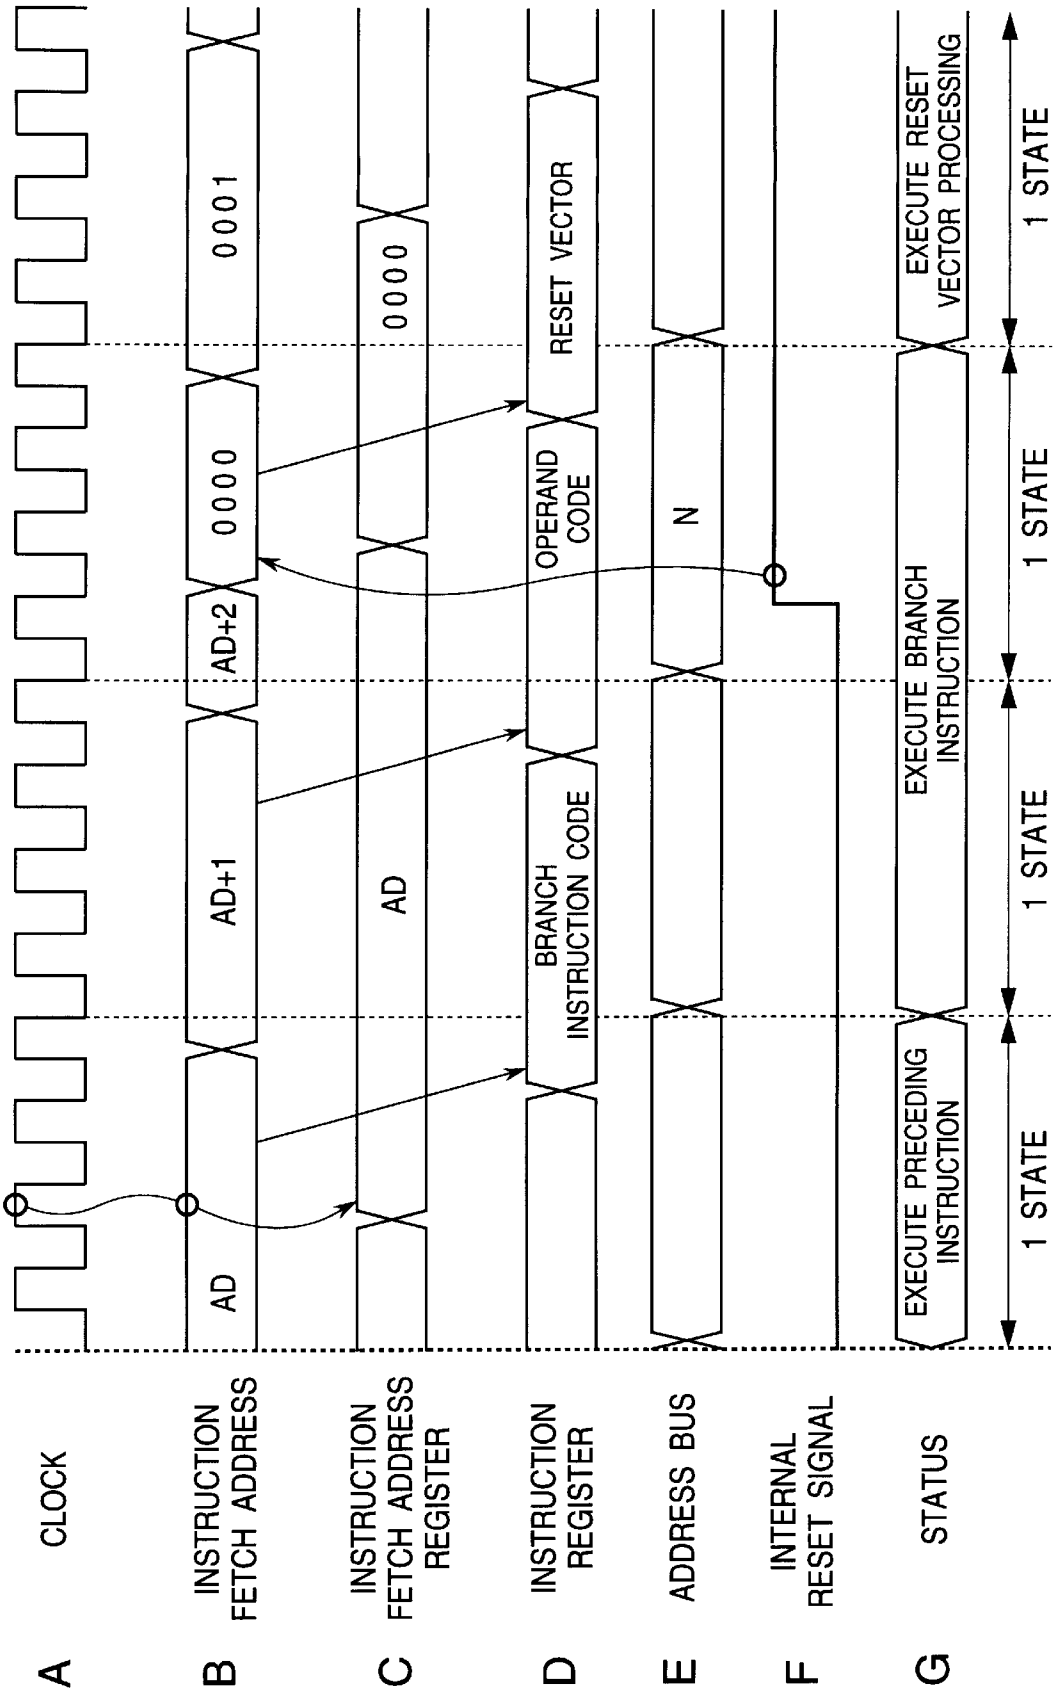 A
CLOCK
B
INSTRUCTION
FETCH ADDRESS
AD
AD+1
AD+2
0000
0001
C
INSTRUCTION
FETCH ADDRESS
REGISTER
AD
0000
D
INSTRUCTION
REGISTER
BRANCH
INSTRUCTION CODE
OPERAND
CODE
RESET VECTOR
E
ADDRESS BUS
N
F
INTERNAL
RESET SIGNAL
G
STATUS
EXECUTE PRECEDING
INSTRUCTION
EXECUTE BRANCH
INSTRUCTION
EXECUTE RESET
VECTOR PROCESSING
1 STATE
1 STATE
1 STATE
1 STATE